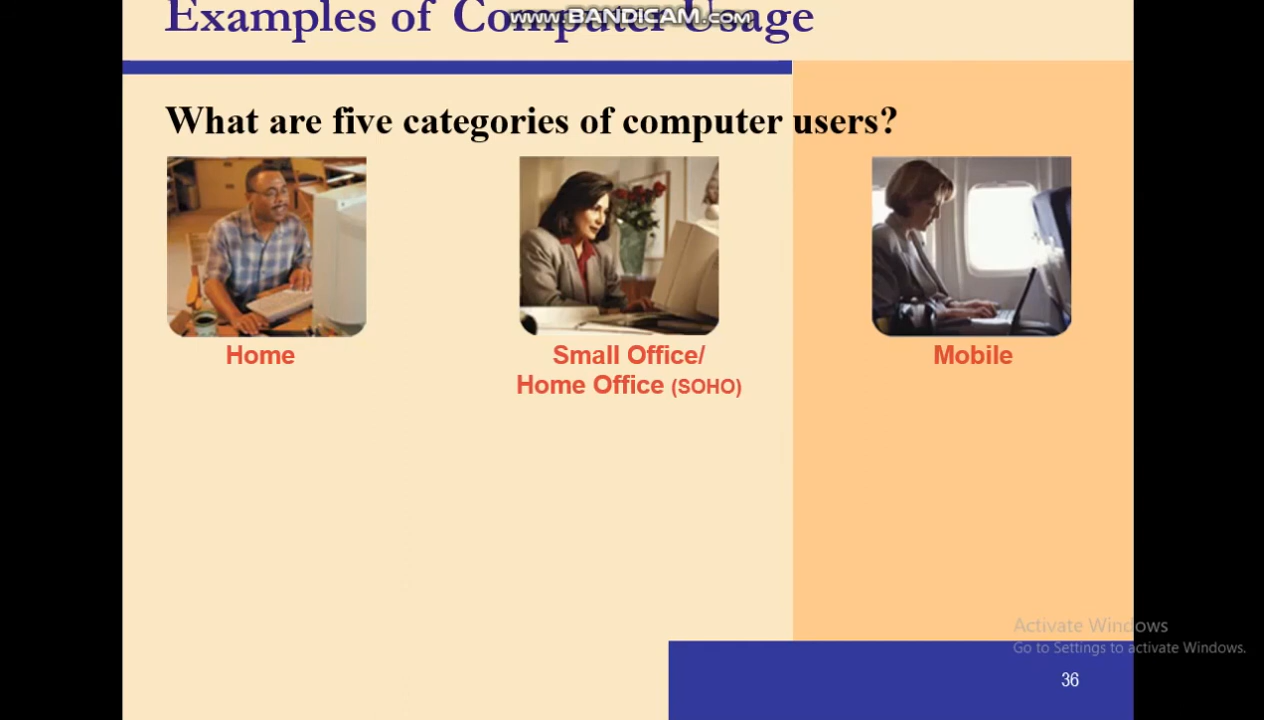 www.BANDICAM.com
Examples of Computer Usage
What are five categories of computer users?
Home
Small Office/
Home Office (SOHO)
Mobile
Activate Windows
Go to Settings to activate Windows.
36